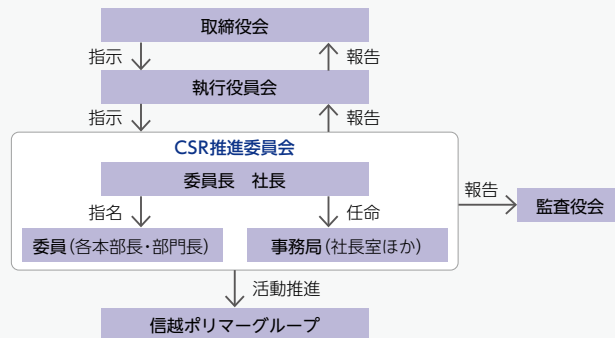 取締役会
指示
報告
執行役員会
指示
報告
CSR推進委員会
委員長　社長
指名
任命
報告
監査役会
委員(各本部長・部門長)
事務局(社長室ほか)
活動推進
信越ポリマーグループ